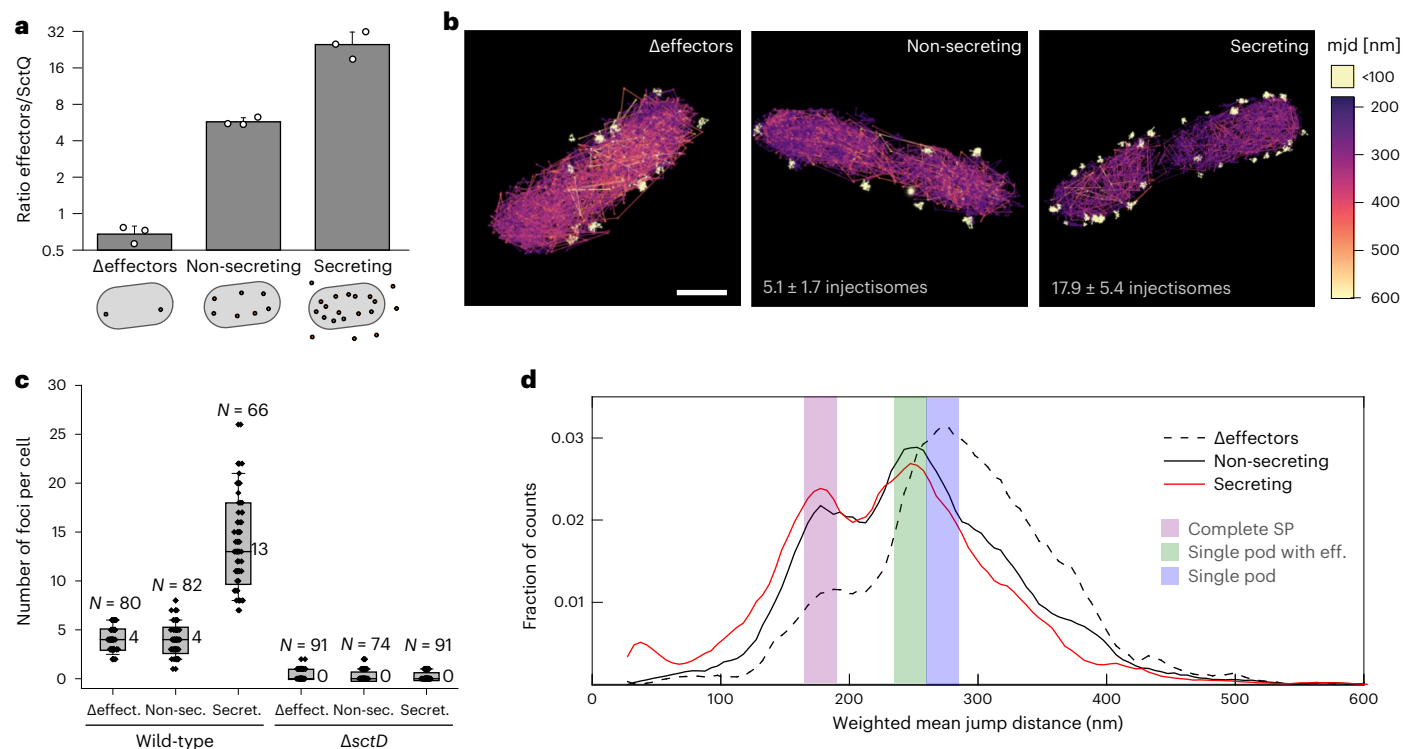 a
Ratio effectors/SctQ
32
16
8
4
2
1
0.5
Δeffectors
Non-secreting
Secreting
b
Δeffectors
Non-secreting
5.1 ± 1.7 injectisomes
Secreting
17.9 ± 5.4 injectisomes
mjd [nm]
<100
200
300
400
500
600
c
Number of foci per cell
30
25
20
15
10
5
0
N = 80
4
N = 82
4
N = 66
13
N = 91
0
N = 74
0
N = 91
0
Δeffect. Non-sec. Secret.
Δeffect. Non-sec. Secret.
Wild-type
ΔsctD
d
Fraction of counts
0.03
0.02
0.01
Δeffectors
Non-secreting
Secreting
Complete SP
Single pod with eff.
Single pod
0 100 200 300 400 500 600
Weighted mean jump distance (nm)